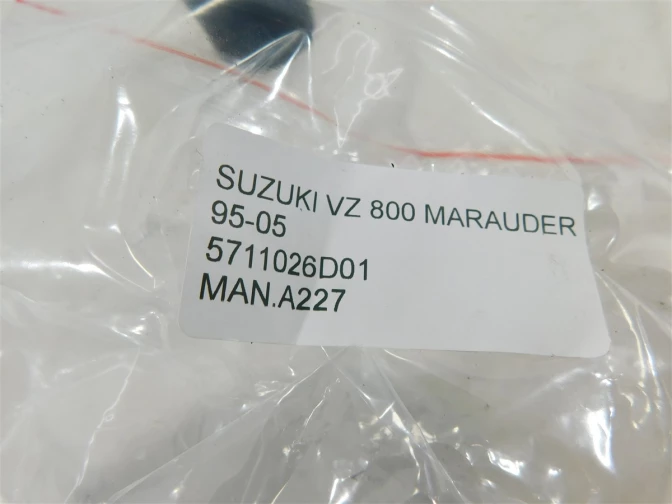 SUZUKI VZ 800 MARAUDER
95-05
5711026D01
MAN.A227